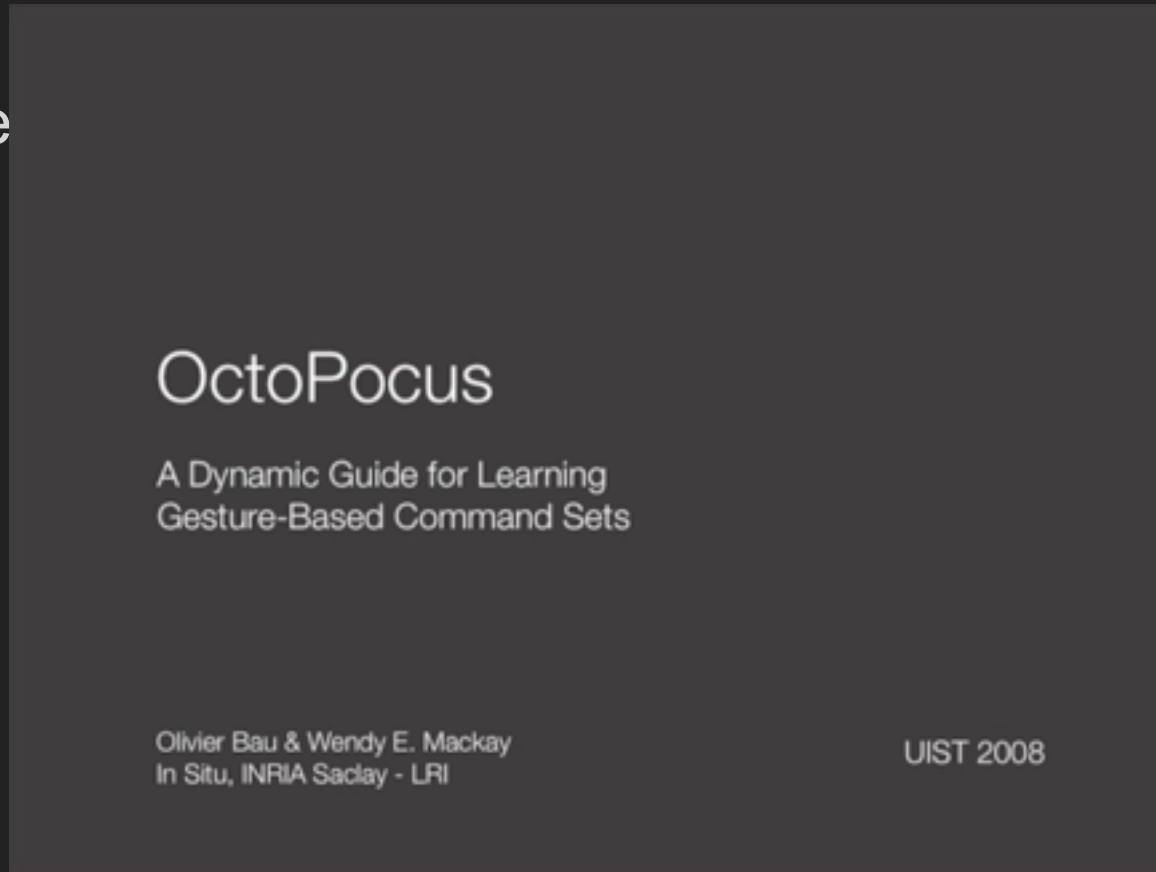 e
OctoPocus
A Dynamic Guide for Learning
Gesture-Based Command Sets
Olivier Bau & Wendy E. Mackay
In Situ, INRIA Saclay - LRI
UIST 2008